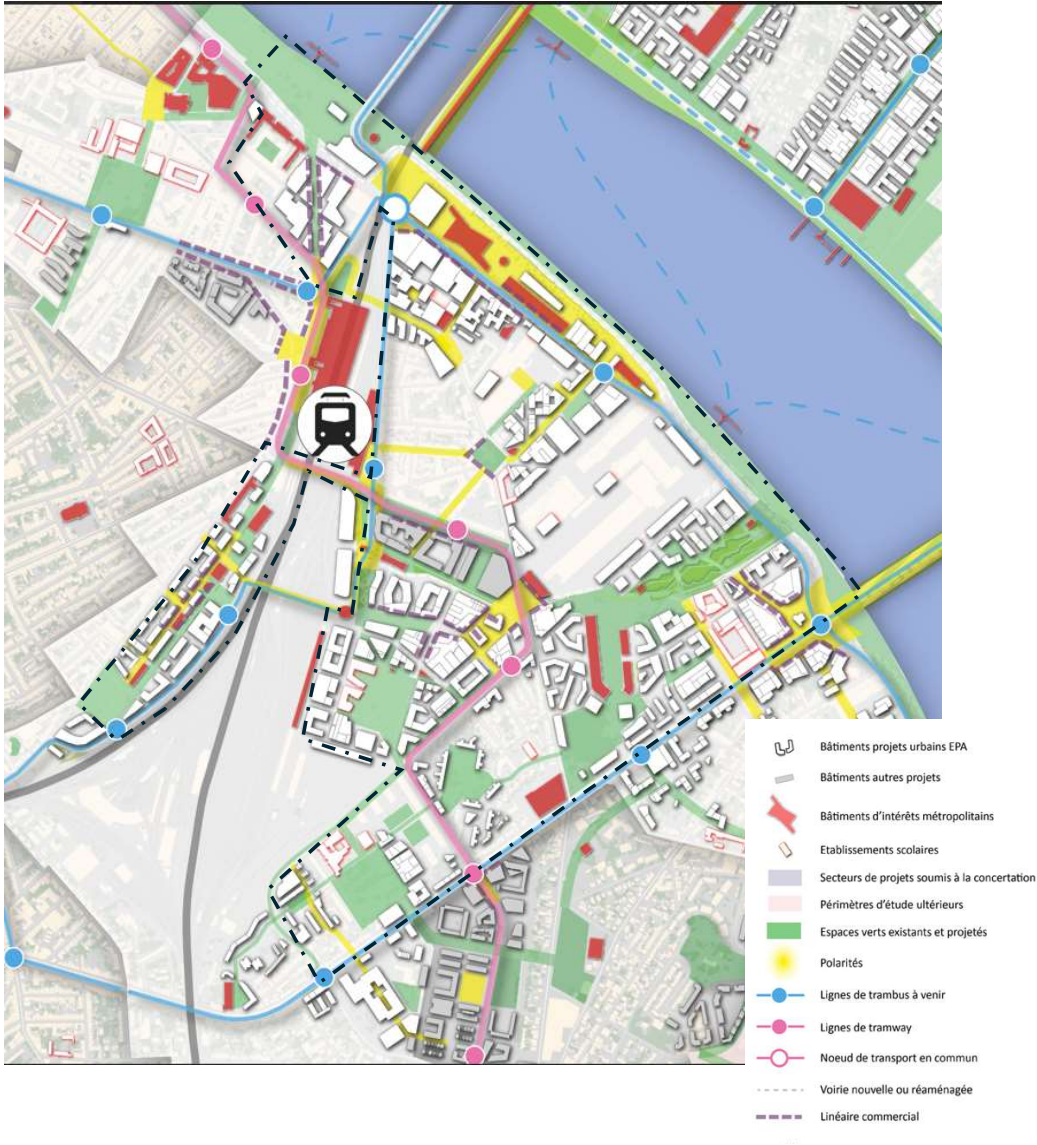 Bâtiments projets urbains EPA
Bâtiments autres projets
Bâtiments d'intérêts métropolitains
Etablissements scolaires
Secteurs de projets soumis à la concertation
Périmètres d'étude ultérieurs
Espaces verts existants et projetés
Polarités
Lignes de trambus à venir
Lignes de tramway
Noeud de transport en commun
Voirie nouvelle ou réaménagée
Linéaire commercial